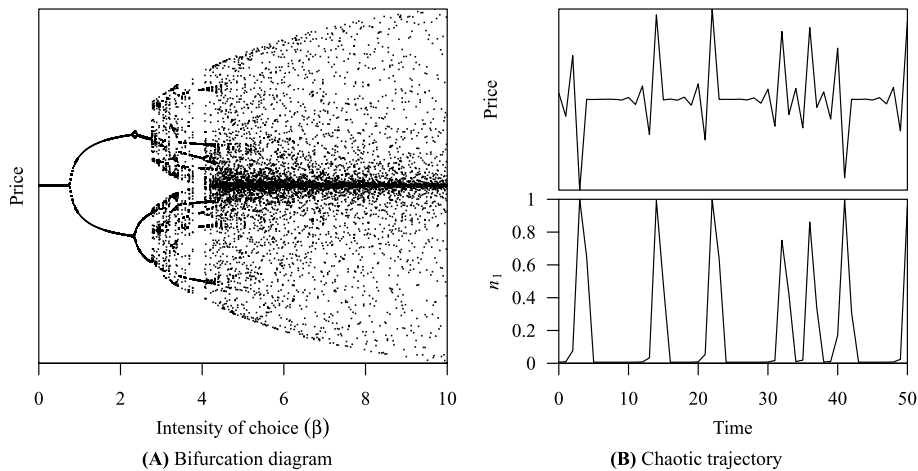 Price
0 2 4 6 8 10
Intensity of choice (β)
(A) Bifurcation diagram
Price
1
0.8
0.6
n₁
0.4
0.2
0
0 10 20 30 40 50
Time
(B) Chaotic trajectory